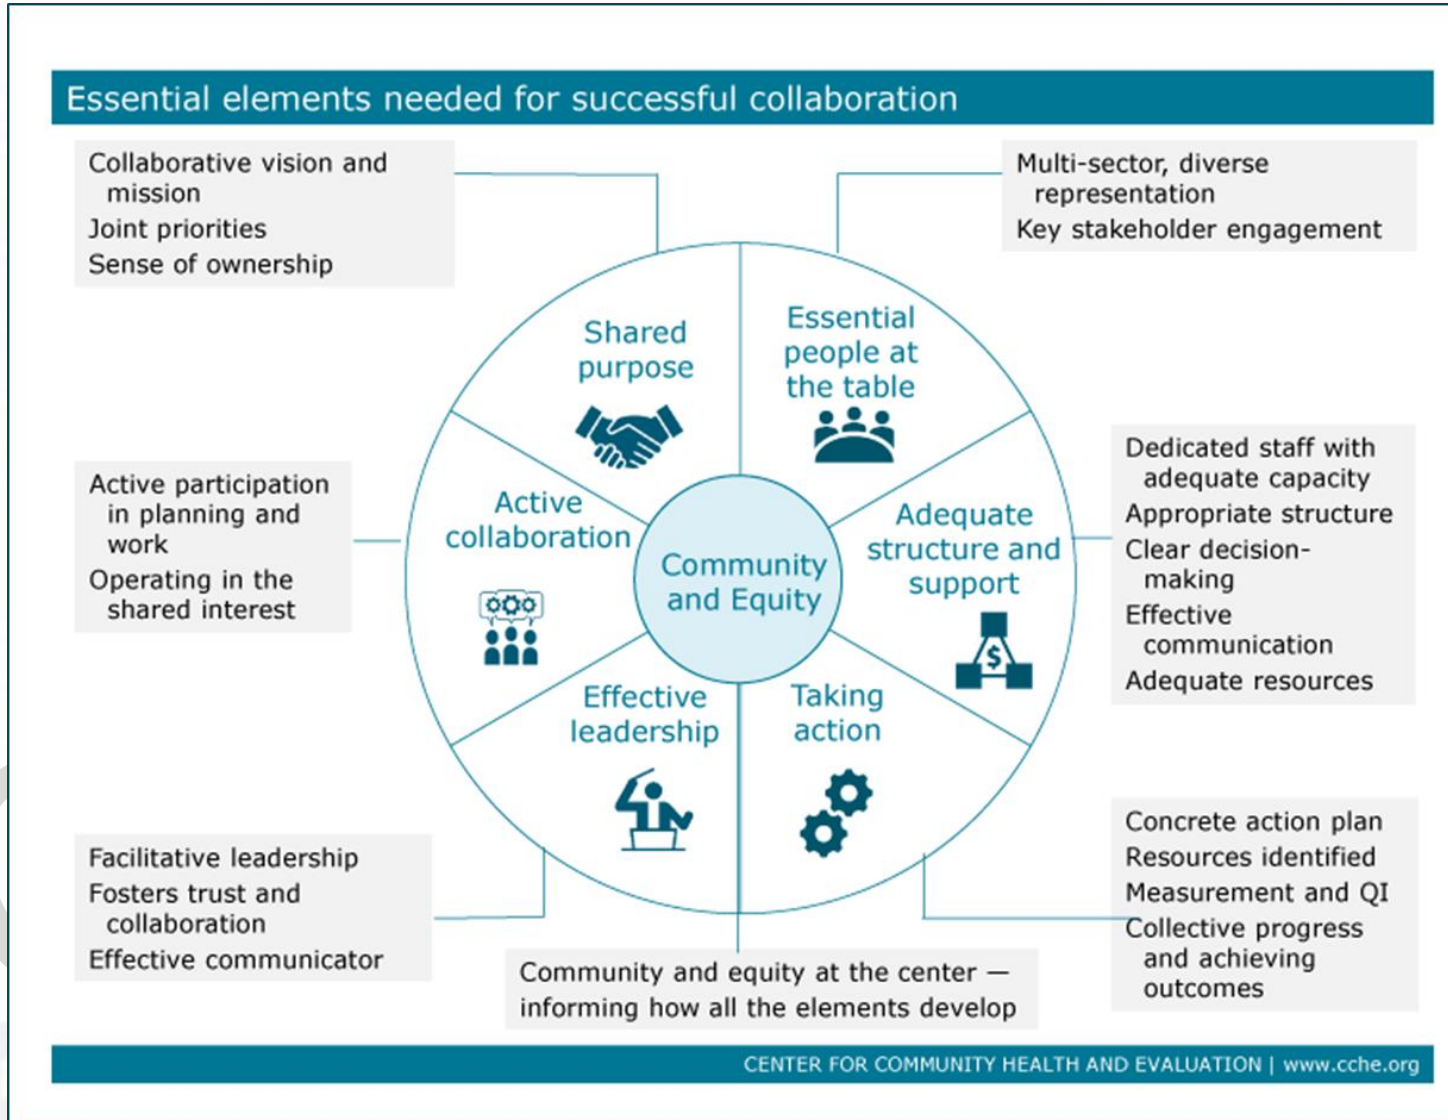 Essential elements needed for successful collaboration
Collaborative vision and
mission
Joint priorities
Sense of ownership
Multi-sector, diverse
representation
Key stakeholder engagement
Shared
purpose
Essential
people at
the table
Active participation
in planning and
work
Operating in the
shared interest
Active
collaboration
Community
and Equity
Adequate
structure and
support
$
Dedicated staff with
adequate capacity
Appropriate structure
Clear decision-
making
Effective
communication
Adequate resources
Effective
leadership
Taking
action
Facilitative leadership
Fosters trust and
collaboration
Effective communicator
Concrete action plan
Resources identified
Measurement and QI
Collective progress
and achieving
outcomes
Community and equity at the center —
informing how all the elements develop
CENTER FOR COMMUNITY HEALTH AND EVALUATION | www.cche.org